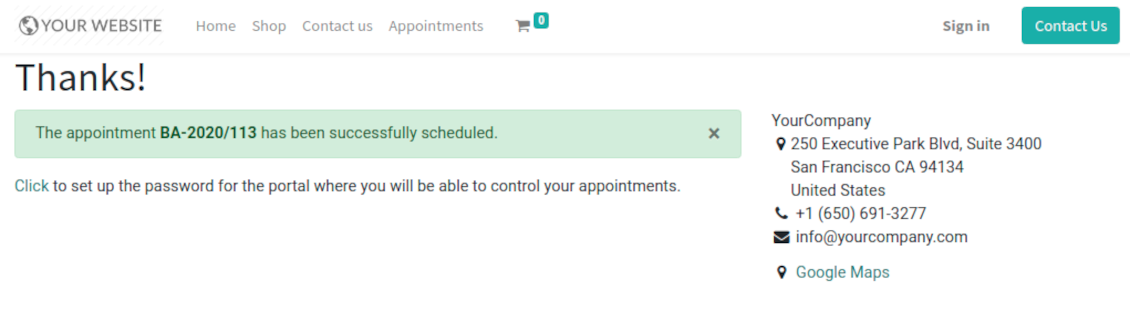 YOUR WEBSITE Home Shop Contact us Appointments 0 Sign in Contact Us
Thanks!
The appointment BA-2020/113 has been successfully scheduled. ×
Click to set up the password for the portal where you will be able to control your appointments.
YourCompany
250 Executive Park Blvd, Suite 3400
San Francisco CA 94134
United States
+1 (650) 691-3277
info@yourcompany.com
Google Maps